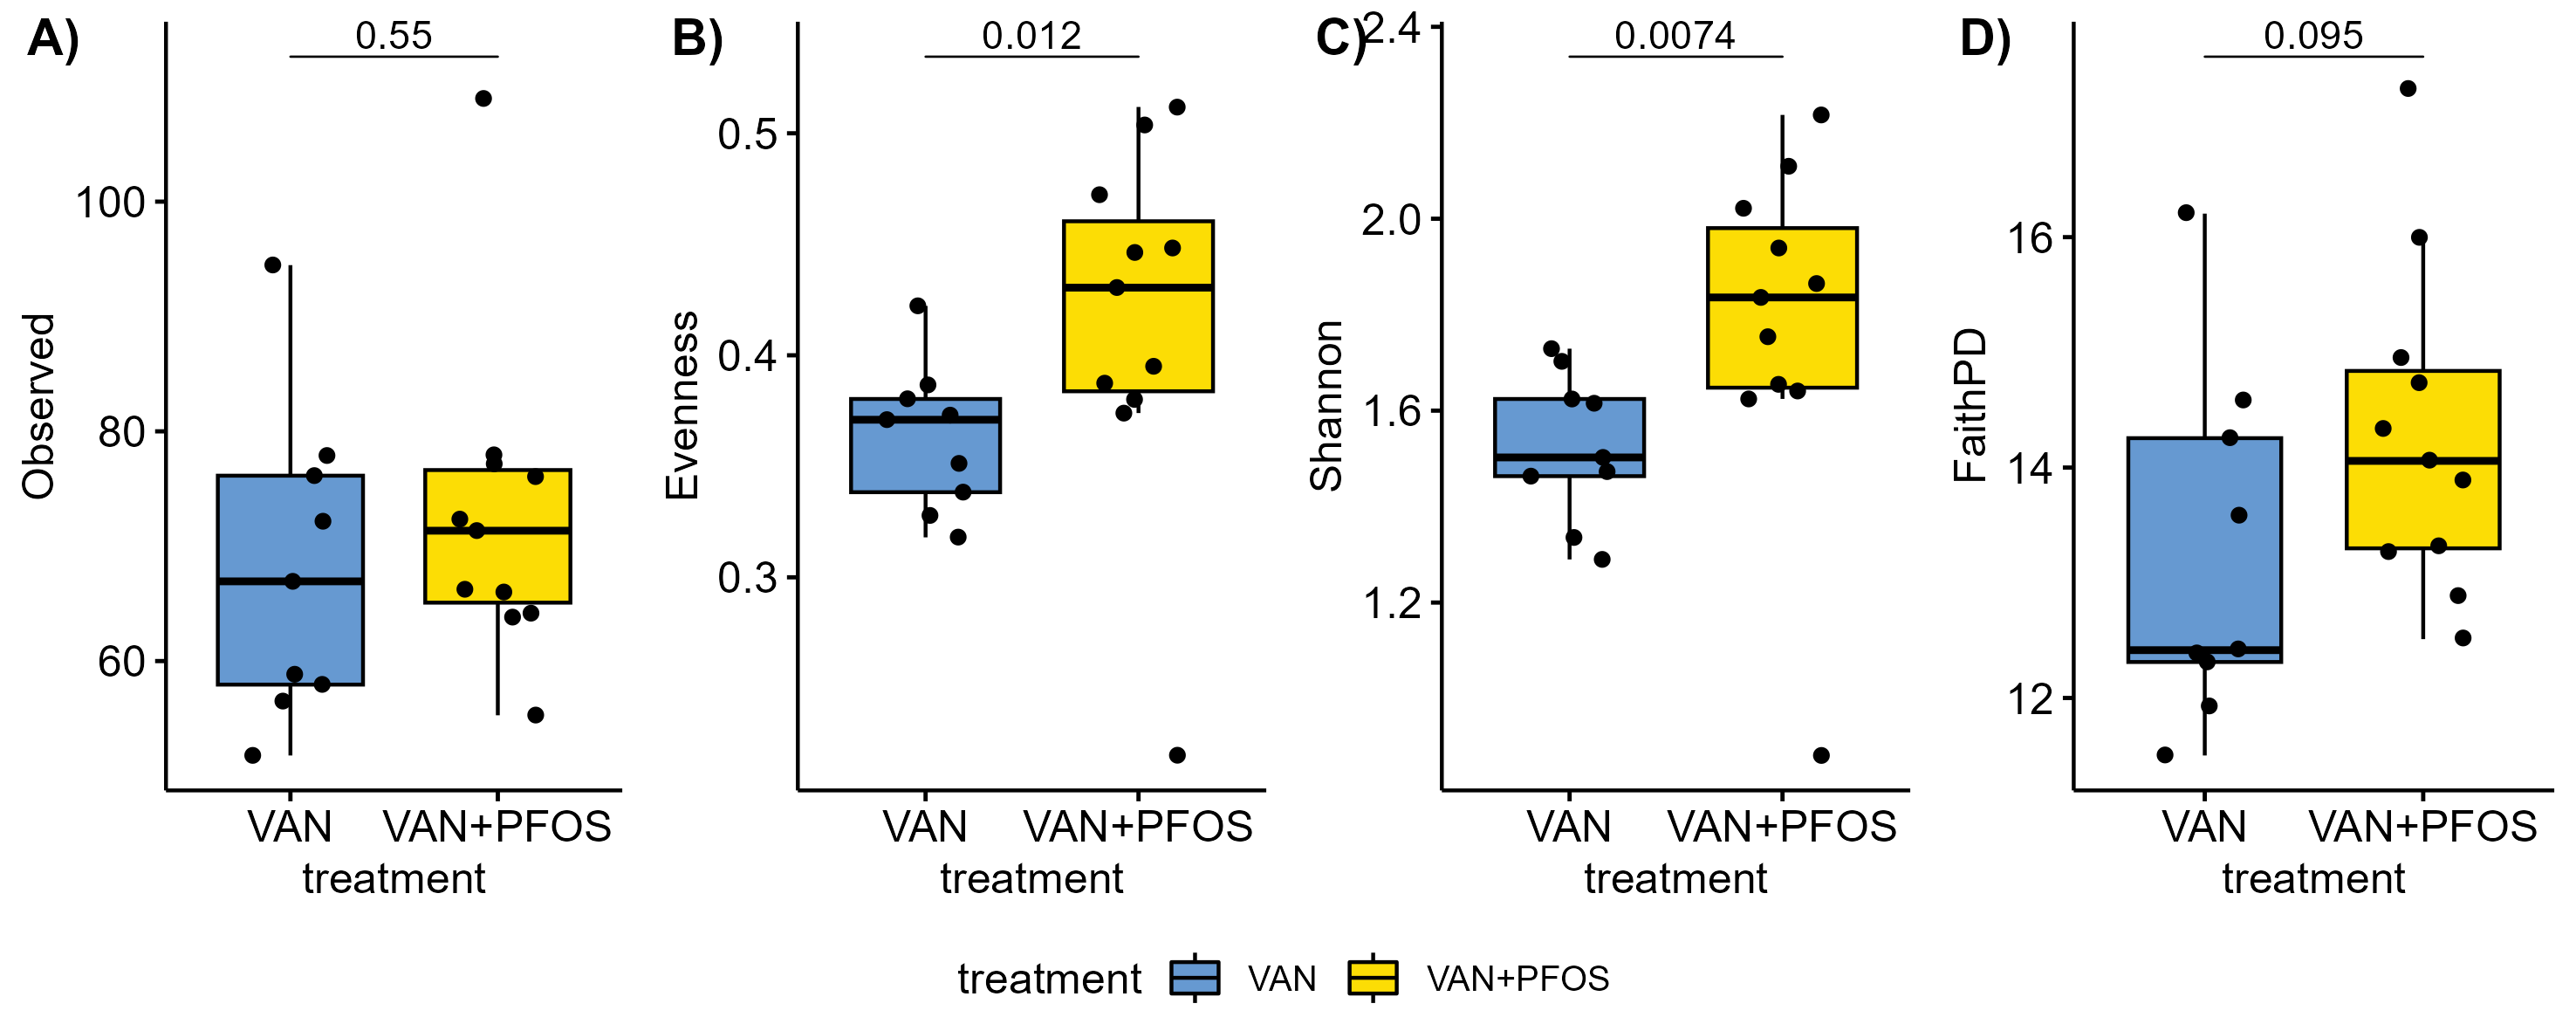 A)
0.55
Observed
100
80
60
VAN VAN+PFOS
treatment
B)
0.012
Evenness
0.5
0.4
0.3
VAN VAN+PFOS
treatment
C)
0.0074
Shannon
2.4
2.0
1.6
1.2
VAN VAN+PFOS
treatment
D)
0.095
FaithPD
16
14
12
VAN VAN+PFOS
treatment
treatment VAN VAN+PFOS